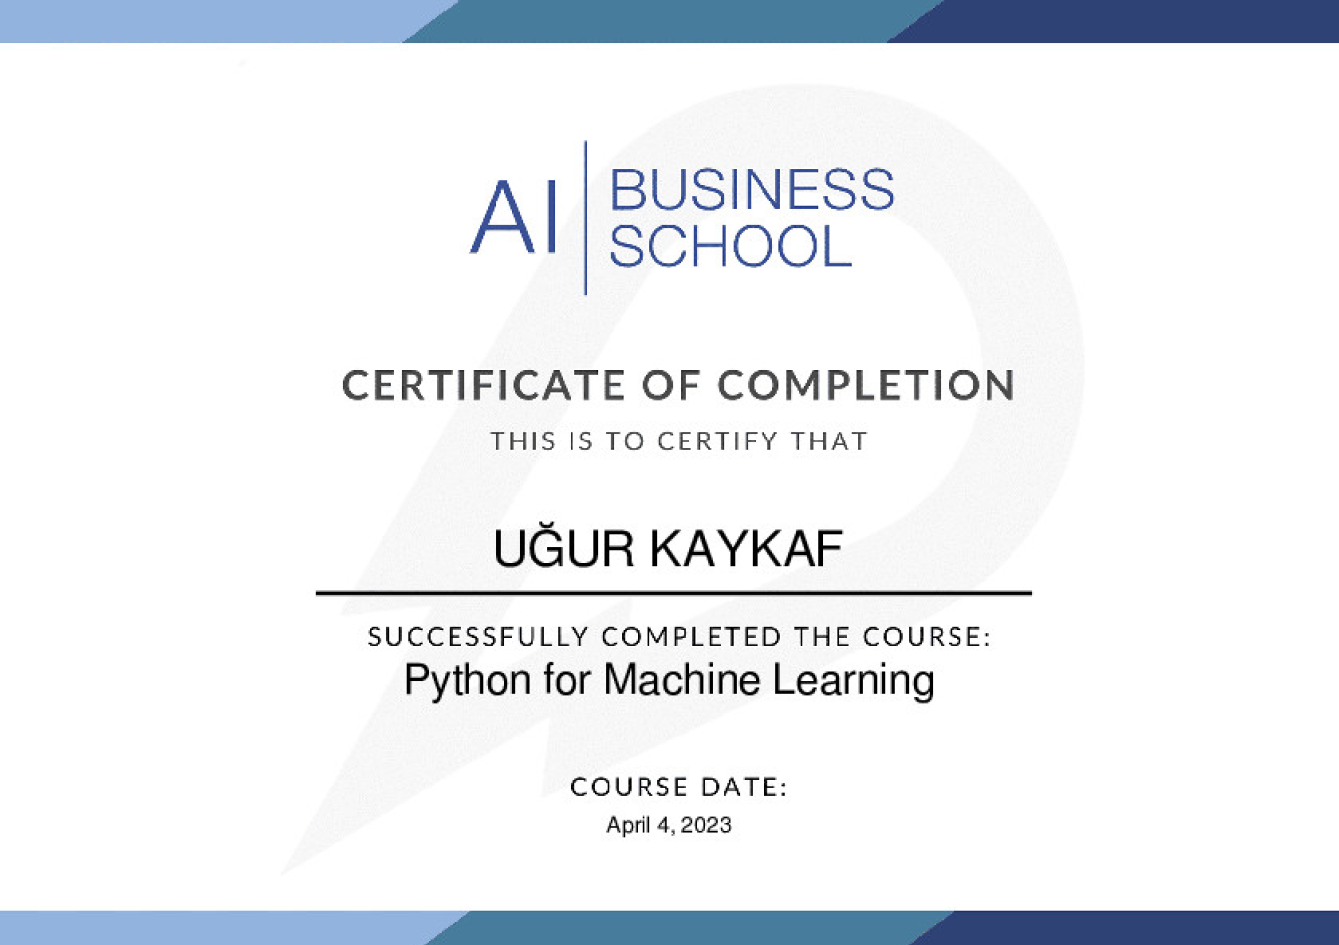 AI
BUSINESS
SCHOOL
CERTIFICATE OF COMPLETION
THIS IS TO CERTIFY THAT
UĞUR KAYKAF
SUCCESSFULLY COMPLETED THE COURSE:
Python for Machine Learning
COURSE DATE:
April 4, 2023